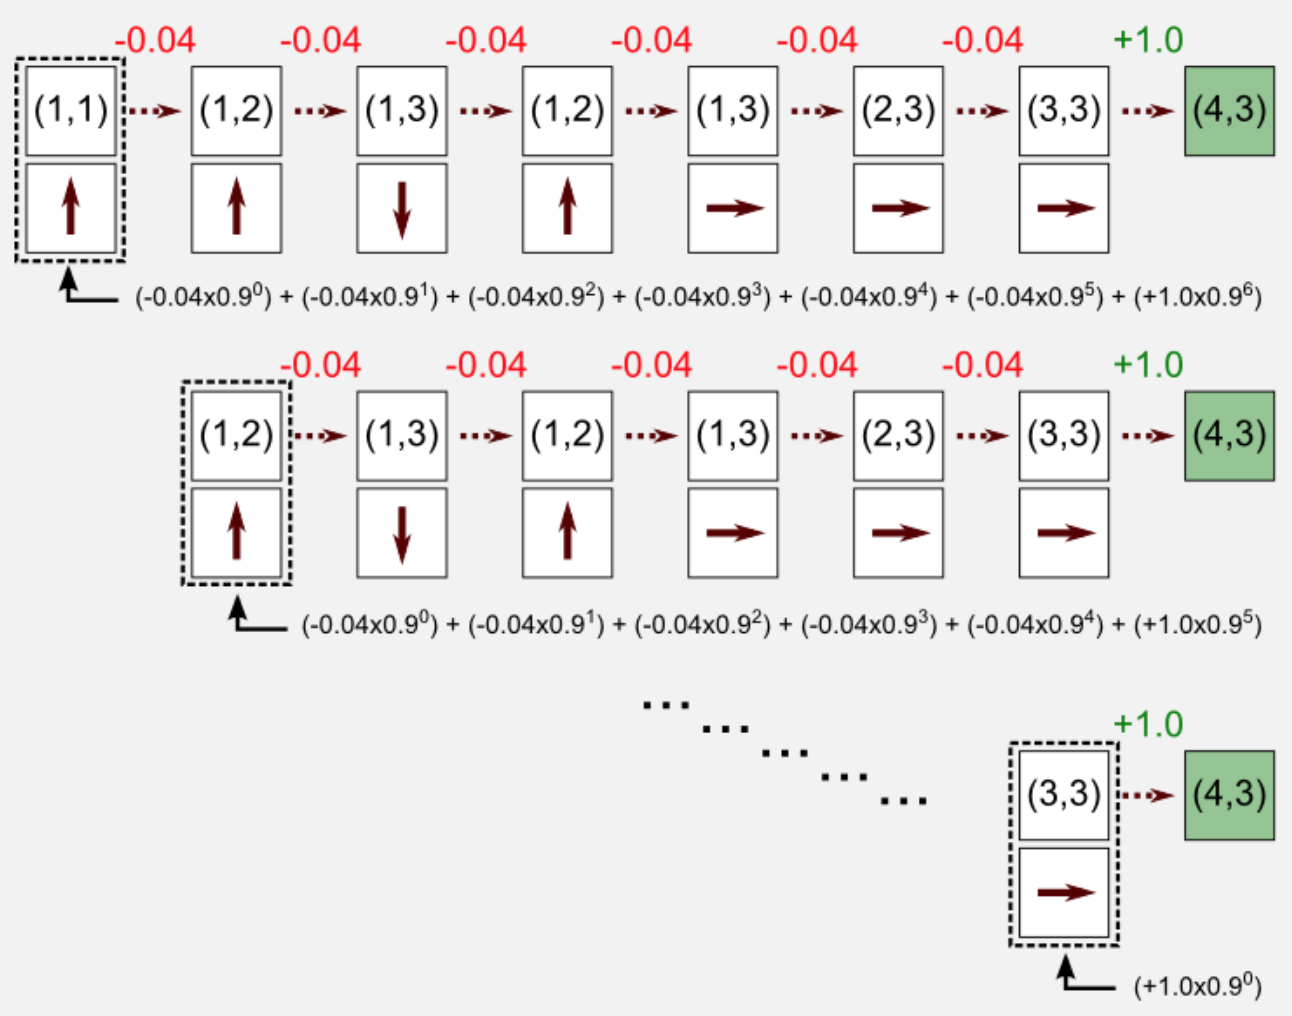 -0.04 -0.04 -0.04 -0.04 -0.04 -0.04 +1.0
(1,1) (1,2) (1,3) (1,2) (1,3) (2,3) (3,3) (4,3)
(-0.04x0.9⁰) + (-0.04x0.9¹) + (-0.04x0.9²) + (-0.04x0.9³) + (-0.04x0.9⁴) + (-0.04x0.9⁵) + (+1.0x0.9⁶)
-0.04 -0.04 -0.04 -0.04 -0.04 +1.0
(1,2) (1,3) (1,2) (1,3) (2,3) (3,3) (4,3)
(-0.04x0.9⁰) + (-0.04x0.9¹) + (-0.04x0.9²) + (-0.04x0.9³) + (-0.04x0.9⁴) + (+1.0x0.9⁵)
...
...
...
...
...
+1.0
(3,3) (4,3)
(+1.0x0.9⁰)